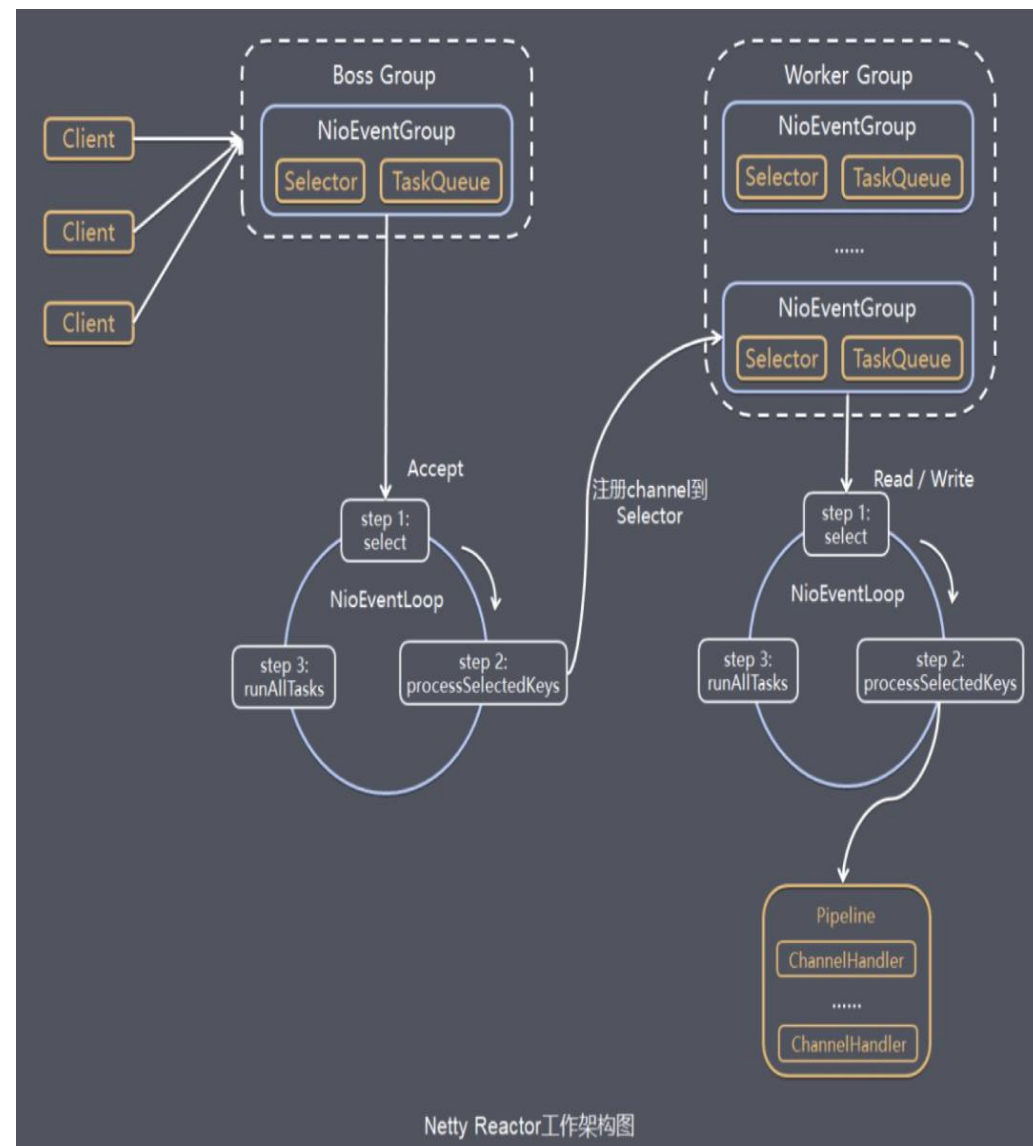 Boss Group
NioEventGroup
Selector
TaskQueue
Client
Client
Client
Accept
step 1:
select
NioEventLoop
step 2:
processSelectedKeys
step 3:
runAllTasks
注册channel到
Selector
Worker Group
NioEventGroup
Selector
TaskQueue
......
NioEventGroup
Selector
TaskQueue
Read / Write
step 1:
select
NioEventLoop
step 2:
processSelectedKeys
step 3:
runAllTasks
Pipeline
ChannelHandler
......
ChannelHandler
Netty Reactor工作架构图